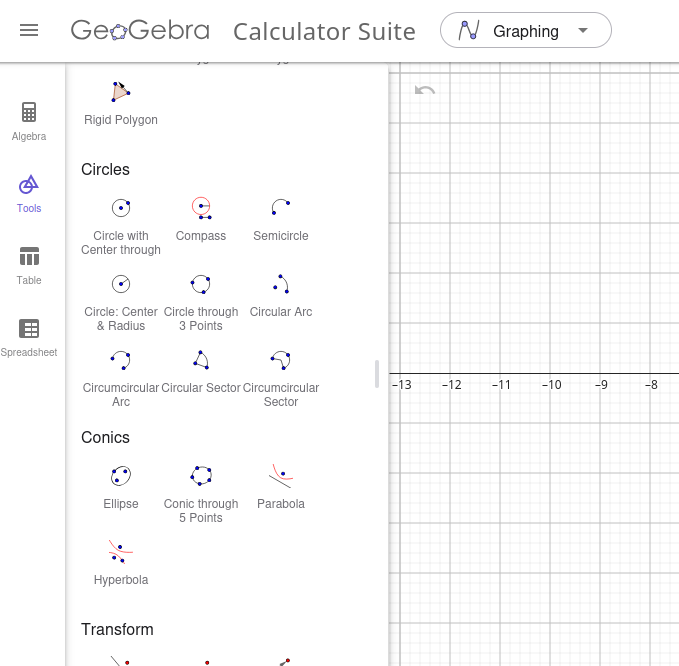 GeoGebra Calculator Suite Graphing
Algebra
Tools
Table
Spreadsheet
Rigid Polygon
Circles
Circle with
Center through
Compass
Semicircle
Circle: Center
& Radius
Circle through
3 Points
Circular Arc
Circumcircular
Arc
Circular Sector
Circumcircular
Sector
Conics
Ellipse
Conic through
5 Points
Parabola
Hyperbola
Transform
−13 −12 −11 −10 −9 −8